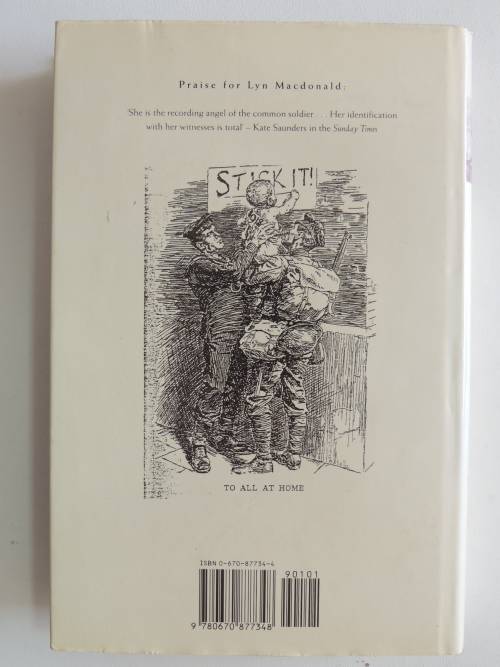 Praise for Lyn Macdonald:
'She is the recording angel of the common soldier . . . Her identification
with her witnesses is total' – Kate Saunders in the Sunday Times
STICK IT!
TO ALL AT HOME
ISBN 0-670-87734-4
90101
9 780670 877348